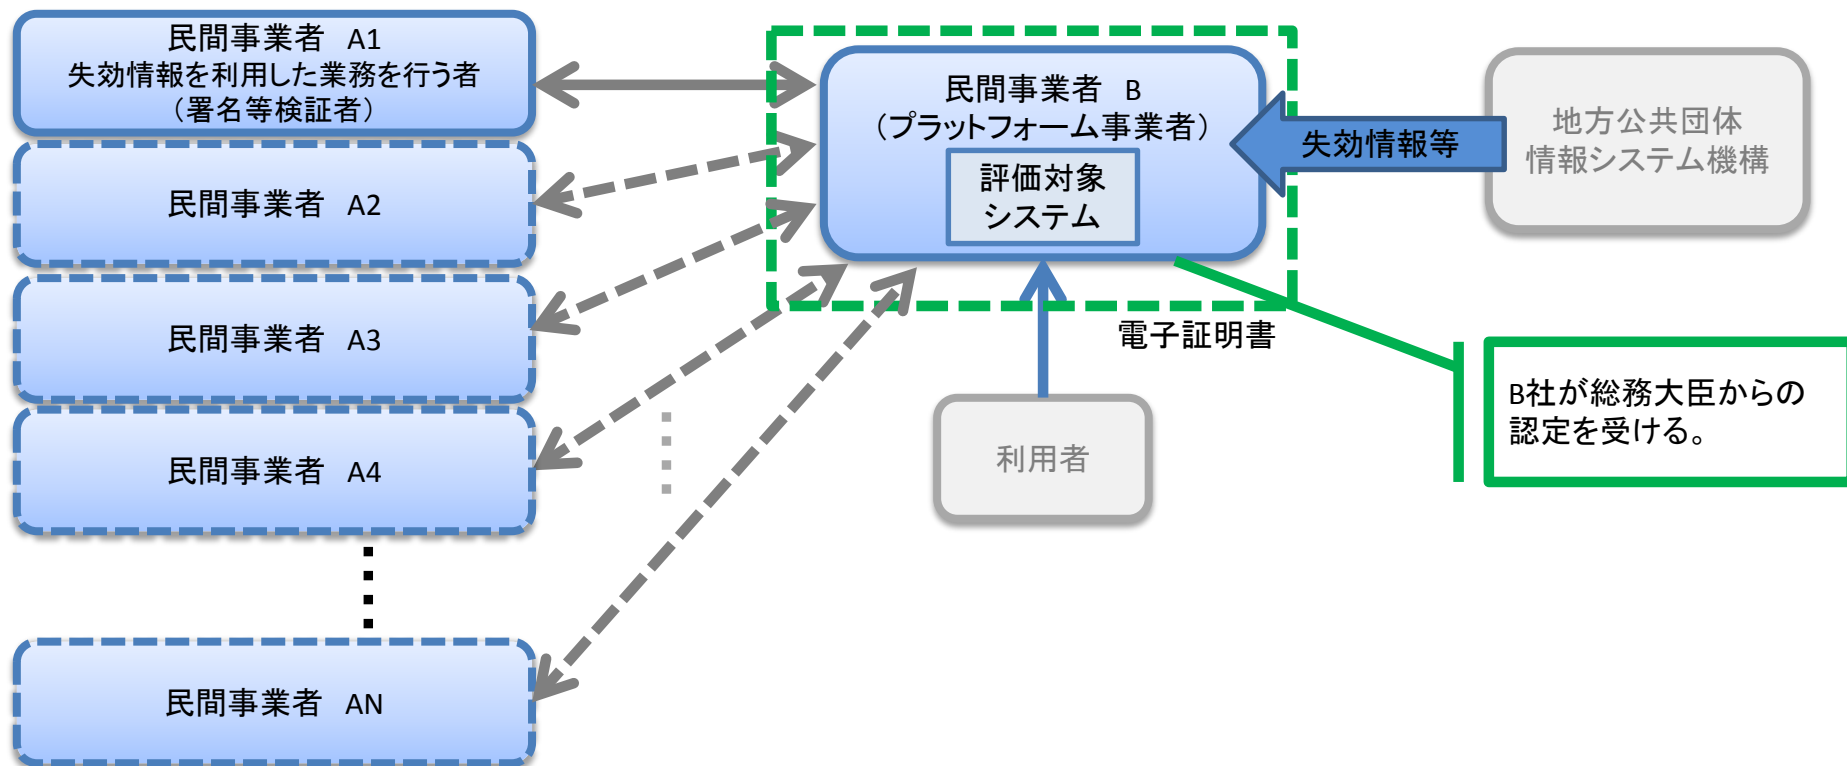 民間事業者 A1
失効情報を利用した業務を行う者
（署名等検証者）
民間事業者 A2
民間事業者 A3
民間事業者 A4
民間事業者 AN
民間事業者 B
（プラットフォーム事業者）
評価対象
システム
失効情報等
地方公共団体
情報システム機構
電子証明書
利用者
B社が総務大臣からの
認定を受ける。